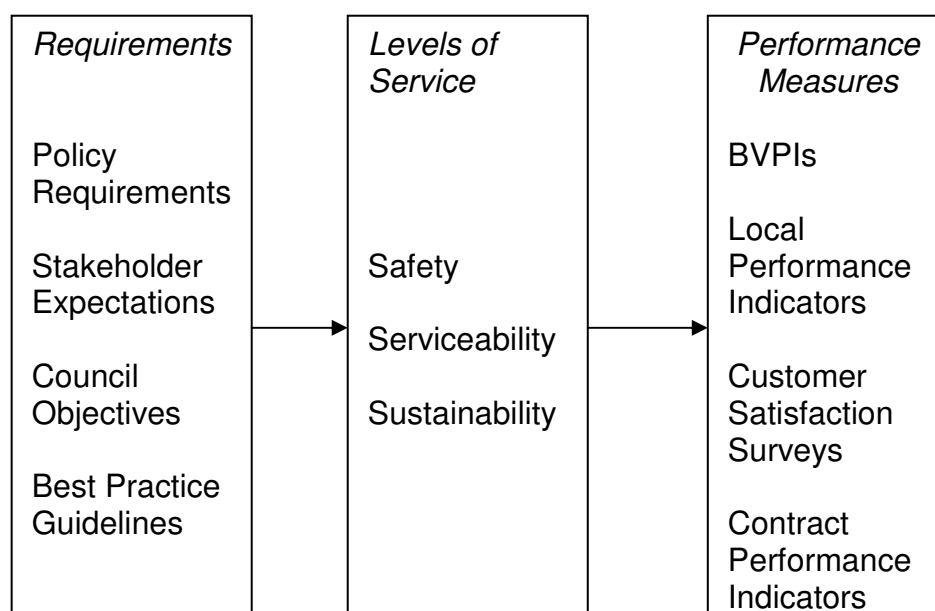 Requirements
Policy
Requirements
Stakeholder
Expectations
Council
Objectives
Best Practice
Guidelines
Levels of
Service
Safety
Serviceability
Sustainability
Performance
Measures
BVPIs
Local
Performance
Indicators
Customer
Satisfaction
Surveys
Contract
Performance
Indicators